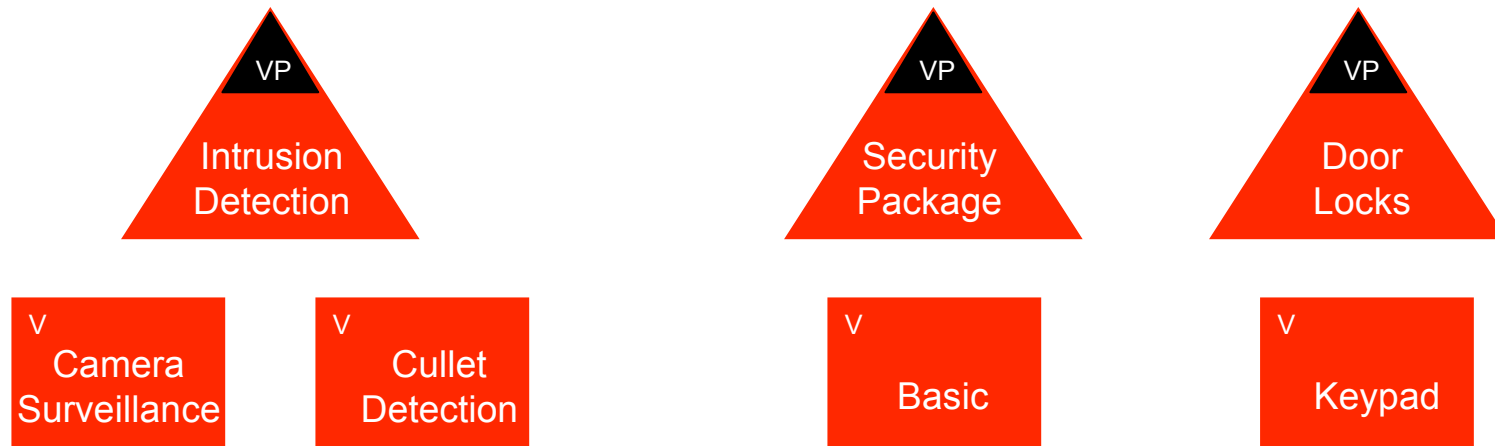 VP
Intrusion
Detection
VP
Security
Package
VP
Door
Locks
V
Camera
Surveillance
V
Cullet
Detection
V
Basic
V
Keypad